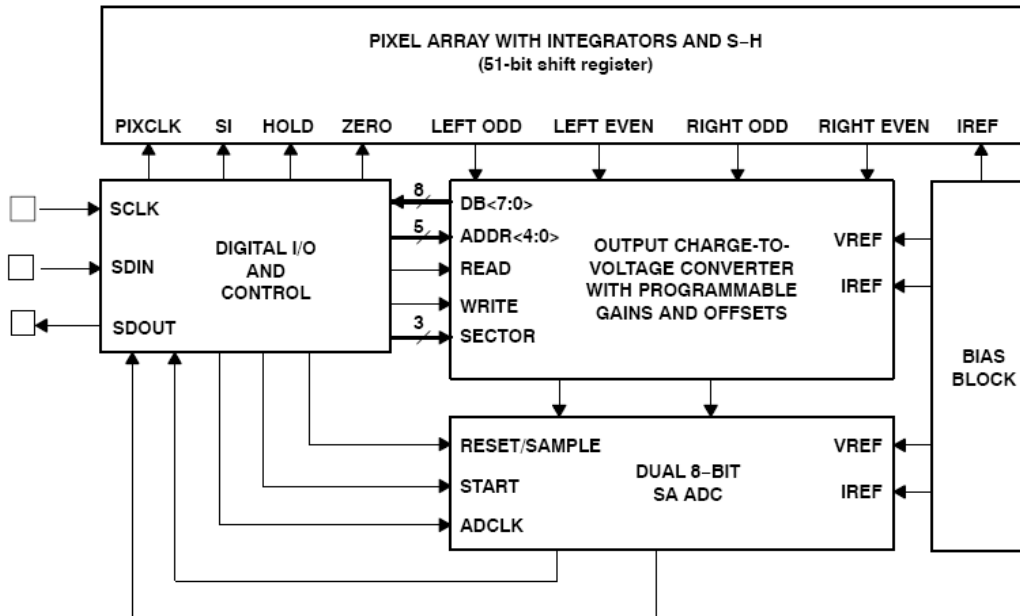 PIXEL ARRAY WITH INTEGRATORS AND S−H
(51-bit shift register)
PIXCLK SI HOLD ZERO LEFT ODD LEFT EVEN RIGHT ODD RIGHT EVEN IREF
SCLK
SDIN
SDOUT
DIGITAL I/O
AND
CONTROL
8
5
3
DB<7:0>
ADDR<4:0>
READ
WRITE
SECTOR
OUTPUT CHARGE-TO-
VOLTAGE CONVERTER
WITH PROGRAMMABLE
GAINS AND OFFSETS
VREF
IREF
BIAS
BLOCK
RESET/SAMPLE
START
ADCLK
DUAL 8−BIT
SA ADC
VREF
IREF